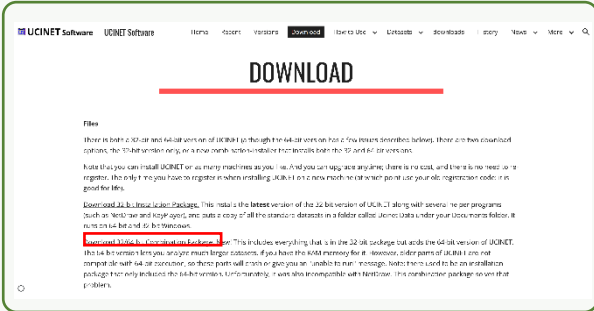 UCINET Software UCINET Software Home Recent Versions Download How to Use Datasets downloads History News More
DOWNLOAD
Files
There is both a 32-bit and 64-bit version of UCINET (although the 64-bit version has a few issues described below). There are two download
options, the 32-bit version only, or a new combination-installer that installs both the 32 and 64 bit versions.
Note that you can install UCINET on as many machines as you like. And you can upgrade anytime; there is no cost, and there is no need to re
register. The only time you have to register is when installing UCINET on a new machine (at which point use your old registration code: it is
good for life).
Download 32-bit Installation Package. This installs the latest version of the 32 bit version of UCINET along with several helper programs
(such as NetDraw and KeyPlayer), and puts a copy of all the standard datasets in a folder called Ucinet Data under your Documents folder. It
runs on 64 bit and 32 bit Windows.
Download 32/64 bit Combination Package. New. This includes everything that is in the 32 bit package but adds the 64-bit version of UCINET.
The 64 bit version lets you analyze much larger datasets, if you have the RAM memory for it. However, older parts of UCINET are not
compatible with 64-bit execution, so these parts will crash or give you an "unable to run" message. Note: there used to be an installation
package that only included the 64-bit version. Unfortunately, it was also incompatible with NetDraw. This combination package solves that
problem.